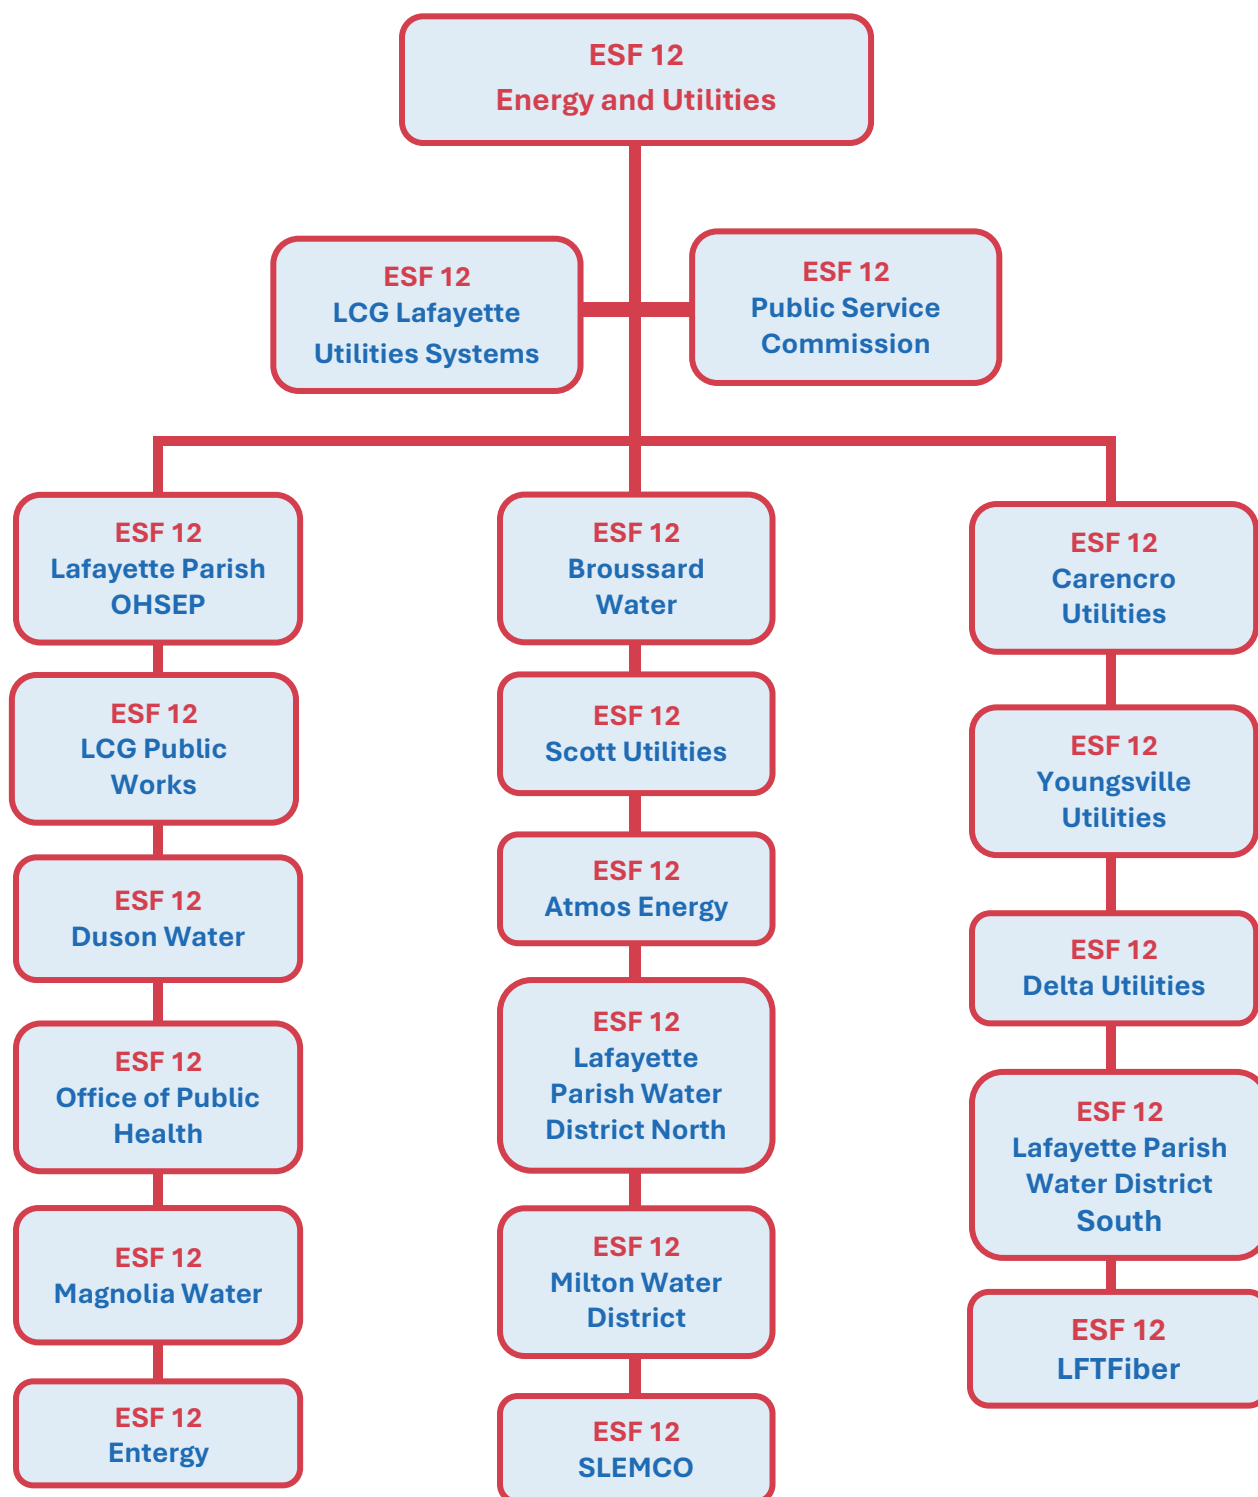 ESF 12
Energy and Utilities
ESF 12
LCG Lafayette
Utilities Systems
ESF 12
Public Service
Commission
ESF 12
Lafayette Parish
OHSEP
ESF 12
LCG Public
Works
ESF 12
Duson Water
ESF 12
Office of Public
Health
ESF 12
Magnolia Water
ESF 12
Entergy
ESF 12
Broussard
Water
ESF 12
Scott Utilities
ESF 12
Atmos Energy
ESF 12
Lafayette
Parish Water
District North
ESF 12
Milton Water
District
ESF 12
SLEMCO
ESF 12
Carencro
Utilities
ESF 12
Youngsville
Utilities
ESF 12
Delta Utilities
ESF 12
Lafayette Parish
Water District
South
ESF 12
LFTFiber